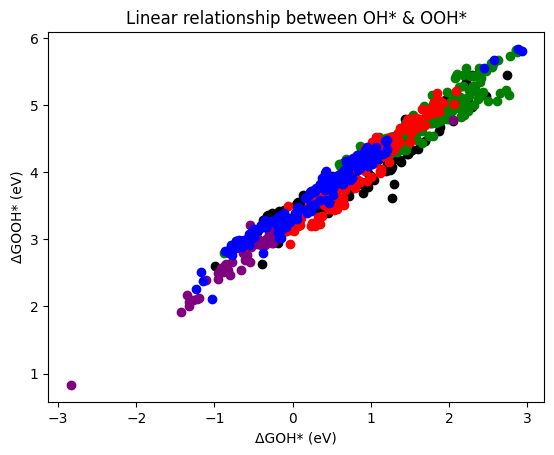 Linear relationship between OH* & OOH*
6
5
4
3
2
1
ΔGOOH* (eV)
−3 −2 −1 0 1 2 3
ΔGOH* (eV)